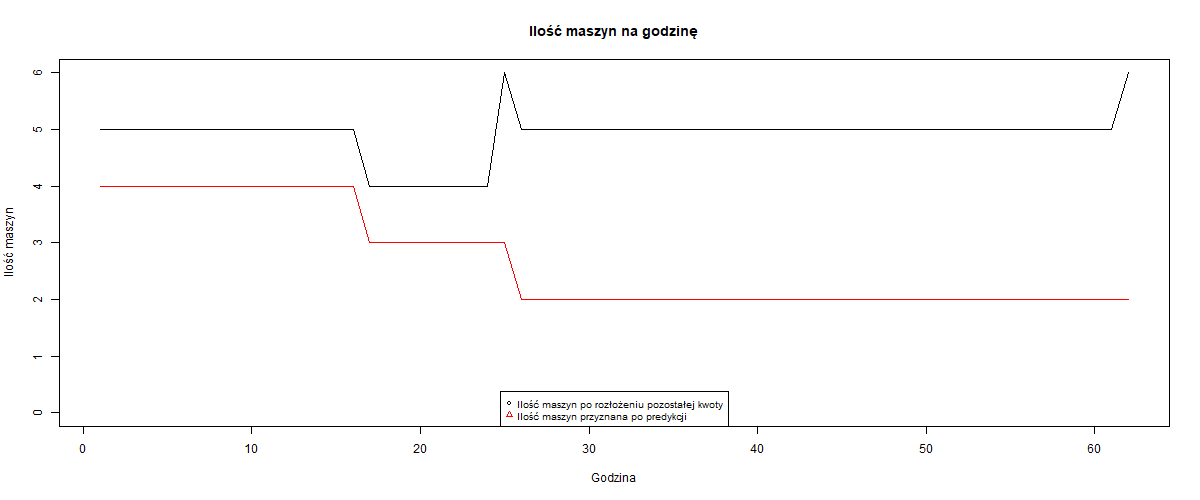 Ilość maszyn na godzinę
Ilość maszyn
6
5
4
3
2
1
0
Ilość maszyn po rozłożeniu pozostałej kwoty
Ilość maszyn przyznana po predykcji
0 10 20 30 40 50 60
Godzina